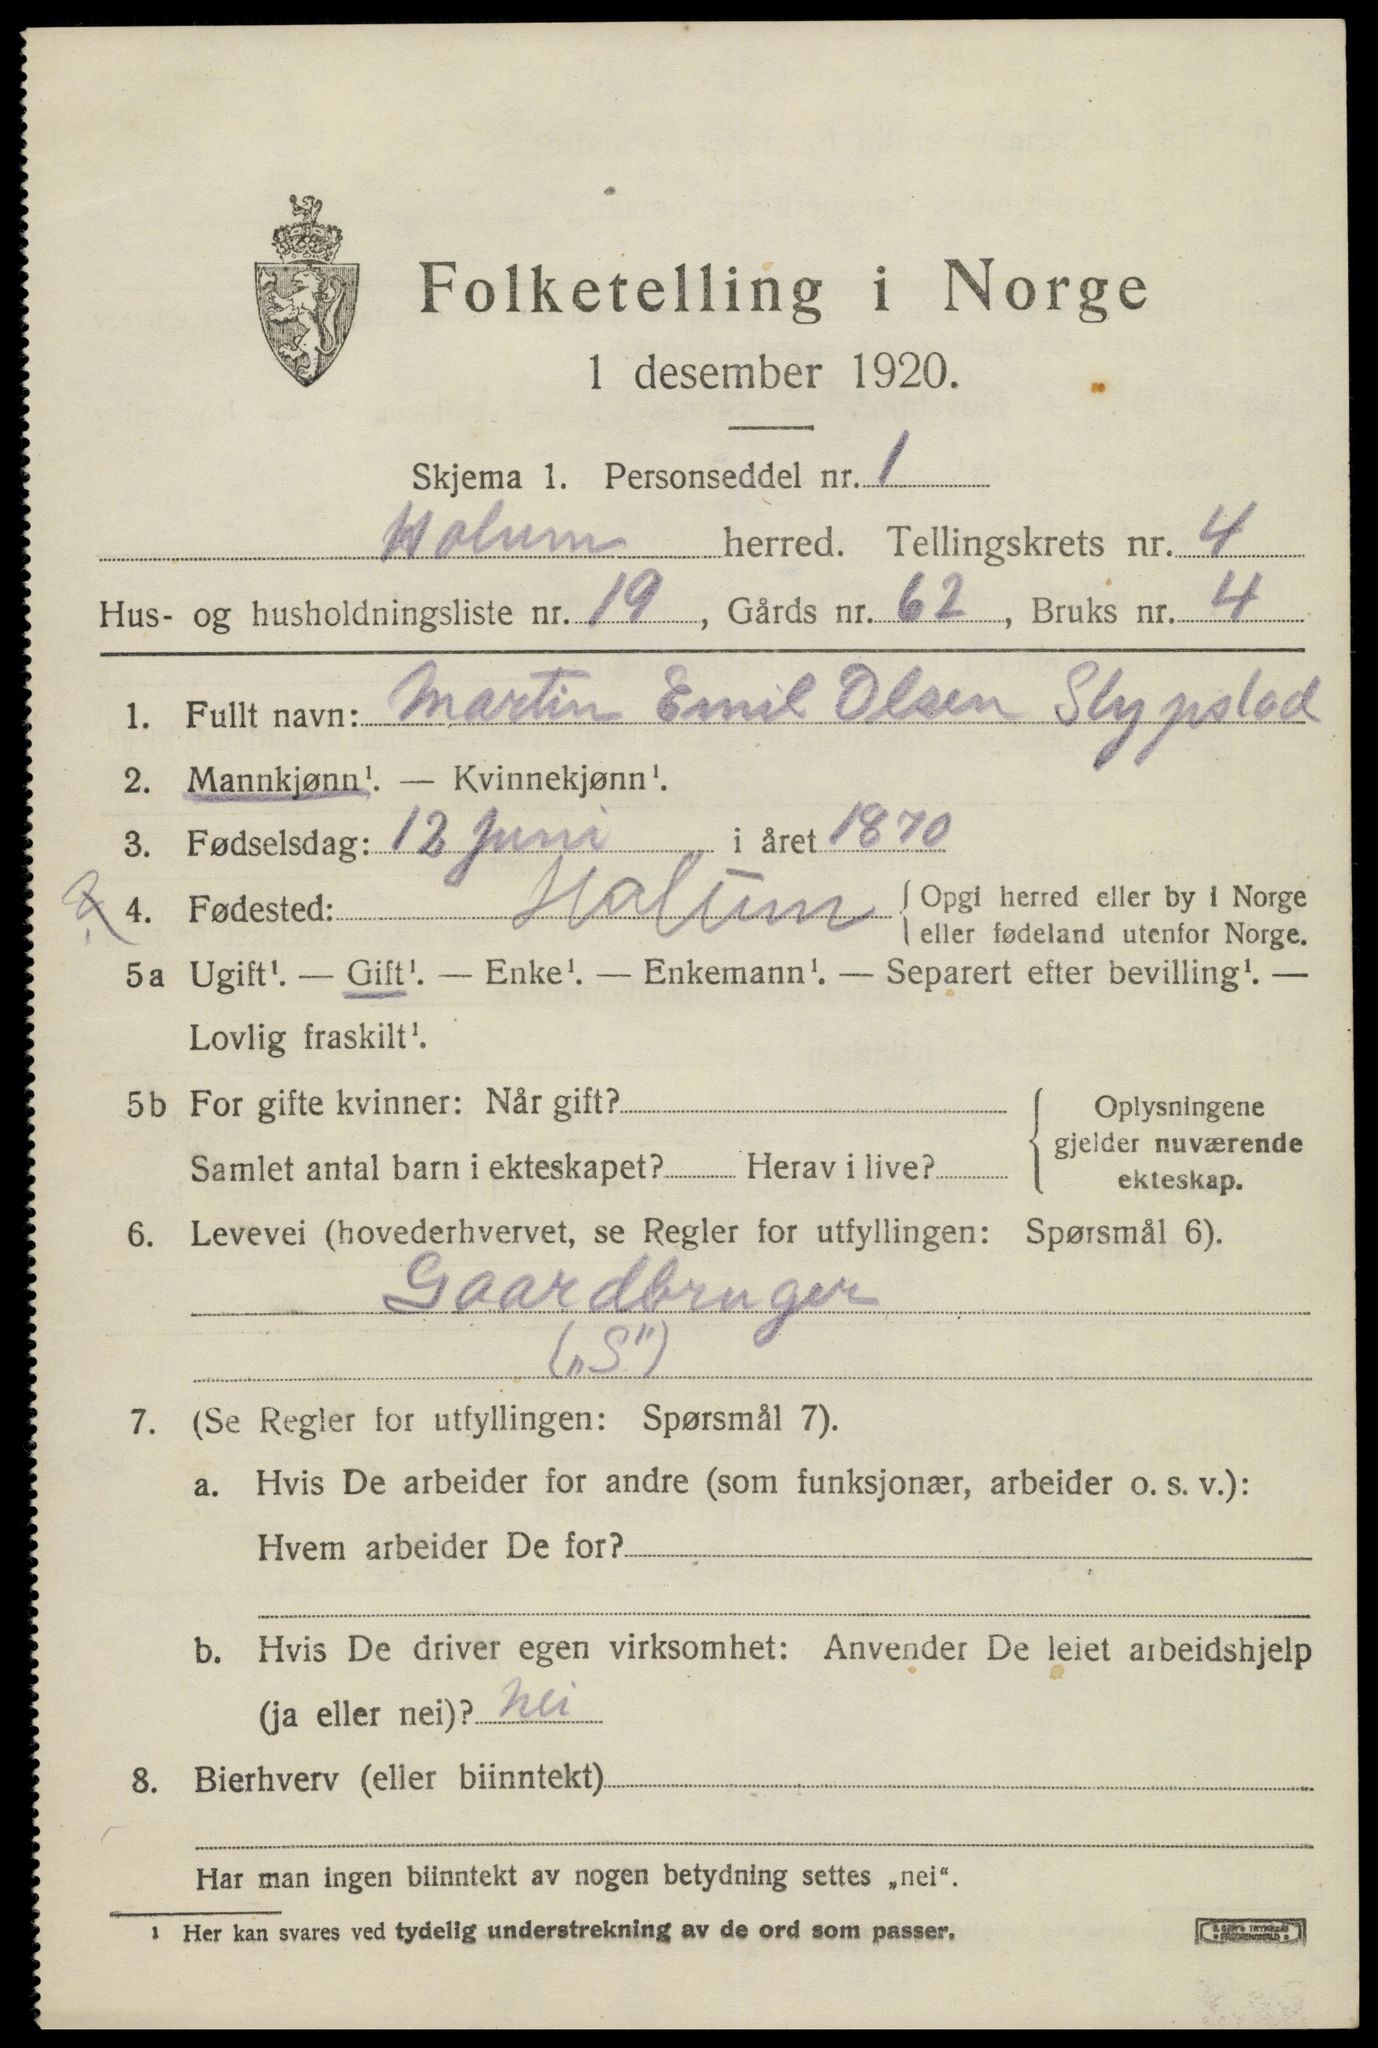 Folketelling i Norge
1 desember 1920.
Skjema 1. Personseddel nr. 1
Holum herred. Tellingskrets nr. 4
Hus- og husholdningsliste nr. 19, Gårds nr. 62, Bruks nr. 4
1. Fullt navn: Martin Emil Olsen Slypstad
2. Mannkjønn¹. — Kvinnekjønn¹.
3. Fødselsdag: 12 juni i året 1870
4. Fødested: Holum { Opgi herred eller by i Norge
eller fødeland utenfor Norge.
5a Ugift¹. — Gift¹. — Enke¹. — Enkemann¹. — Separert efter bevilling¹. —
Lovlig fraskilt¹.
5b For gifte kvinner: Når gift?
Samlet antal barn i ekteskapet? Herav i live?
{ Oplysningene
gjelder nuværende
ekteskap.
6. Levevei (hovederhvervet, se Regler for utfyllingen: Spørsmål 6).
Gaardbruger
(„S")
7. (Se Regler for utfyllingen: Spørsmål 7).
a. Hvis De arbeider for andre (som funksjonær, arbeider o. s. v.):
Hvem arbeider De for?
b. Hvis De driver egen virksomhet: Anvender De leiet arbeidshjelp
(ja eller nei)? Nei
8. Bierhverv (eller biinntekt)
Har man ingen biinntekt av nogen betydning settes „nei“.
¹ Her kan svares ved tydelig understrekning av de ord som passer.